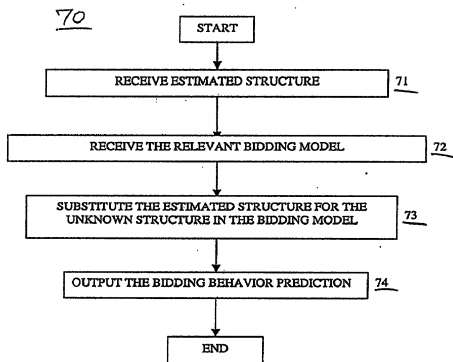 70
START
RECEIVE ESTIMATED STRUCTURE
71
RECEIVE THE RELEVANT BIDDING MODEL
72
SUBSTITUTE THE ESTIMATED STRUCTURE FOR THE
UNKNOWN STRUCTURE IN THE BIDDING MODEL
73
OUTPUT THE BIDDING BEHAVIOR PREDICTION
74
END